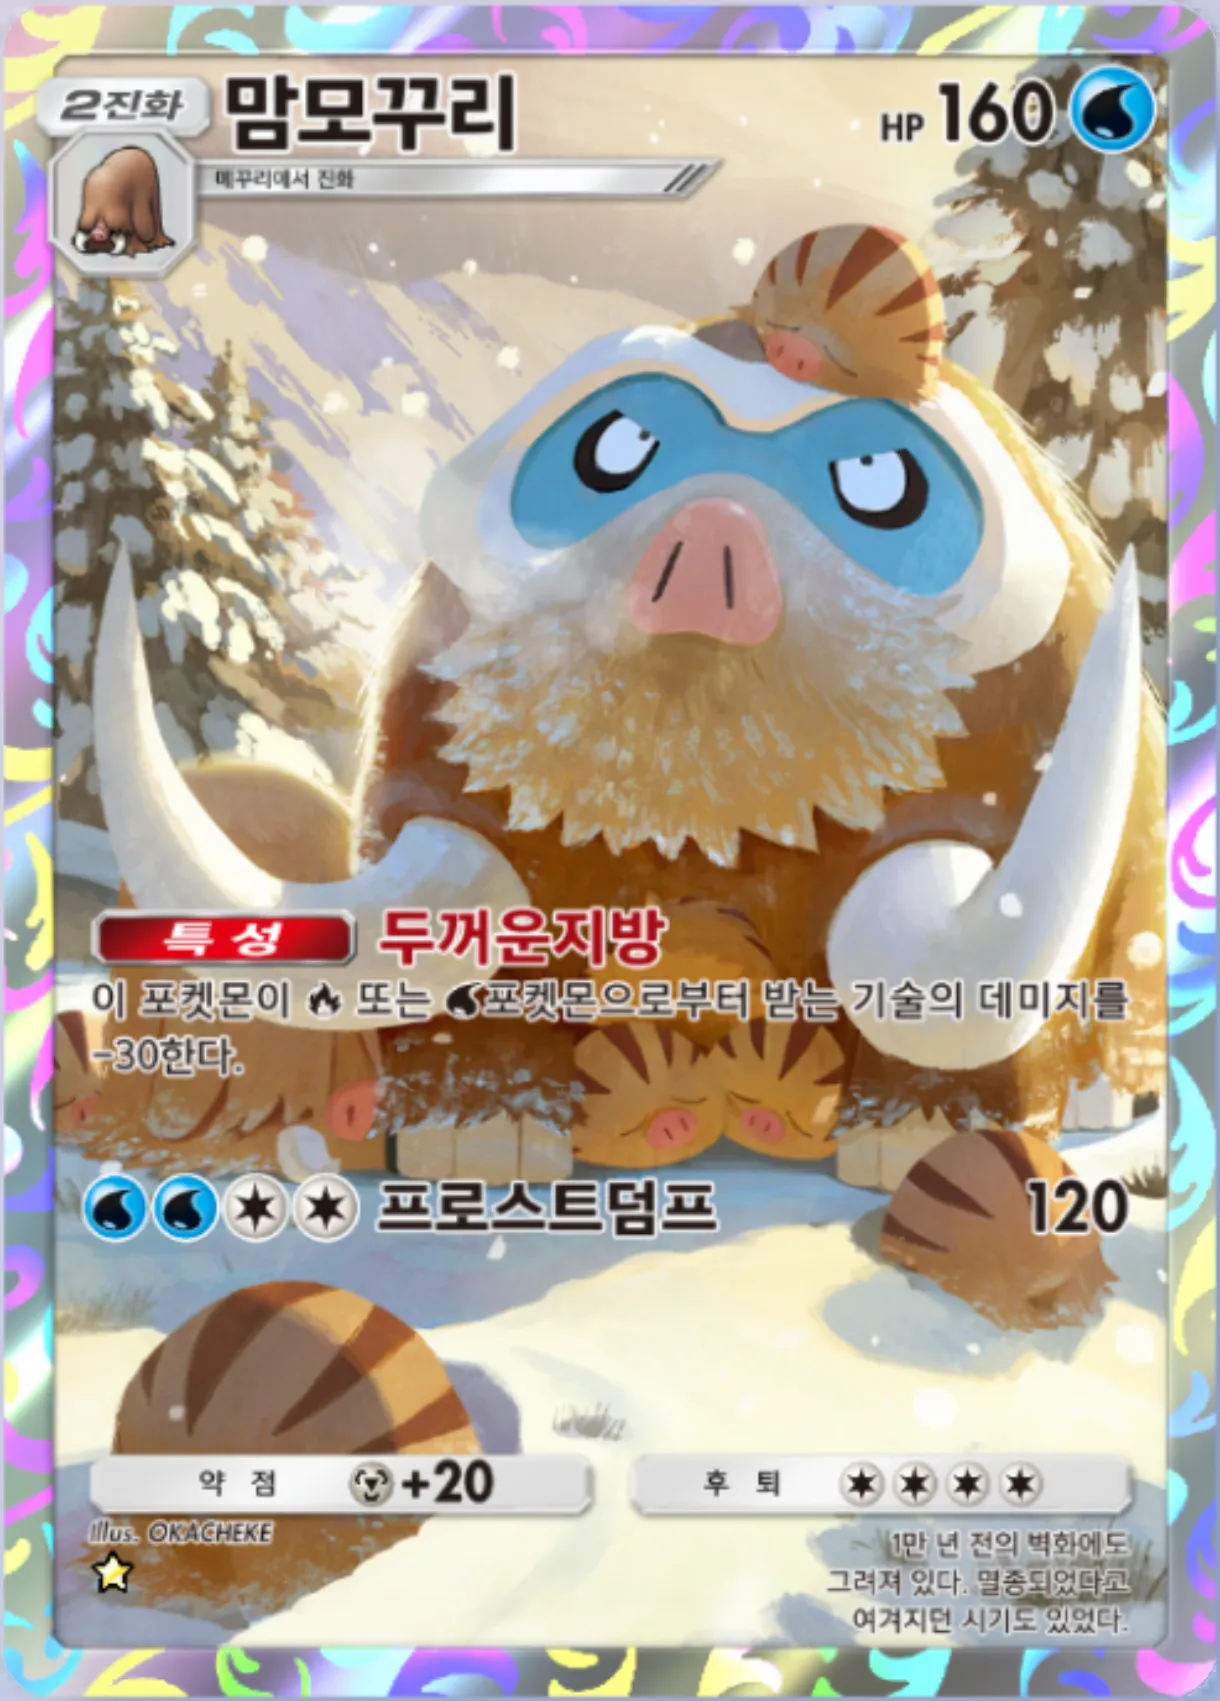 2진화
맘모꾸리
HP 160
메꾸리에서 진화
특성 두꺼운지방
이 포켓몬이 또는 포켓몬으로부터 받는 기술의 데미지를
-30한다.
프로스트덤프 120
약점 +20
후퇴
illus. OKACHEKE
1만 년 전의 벽화에도
그려져 있다. 멸종되었다고
여겨지던 시기도 있었다.